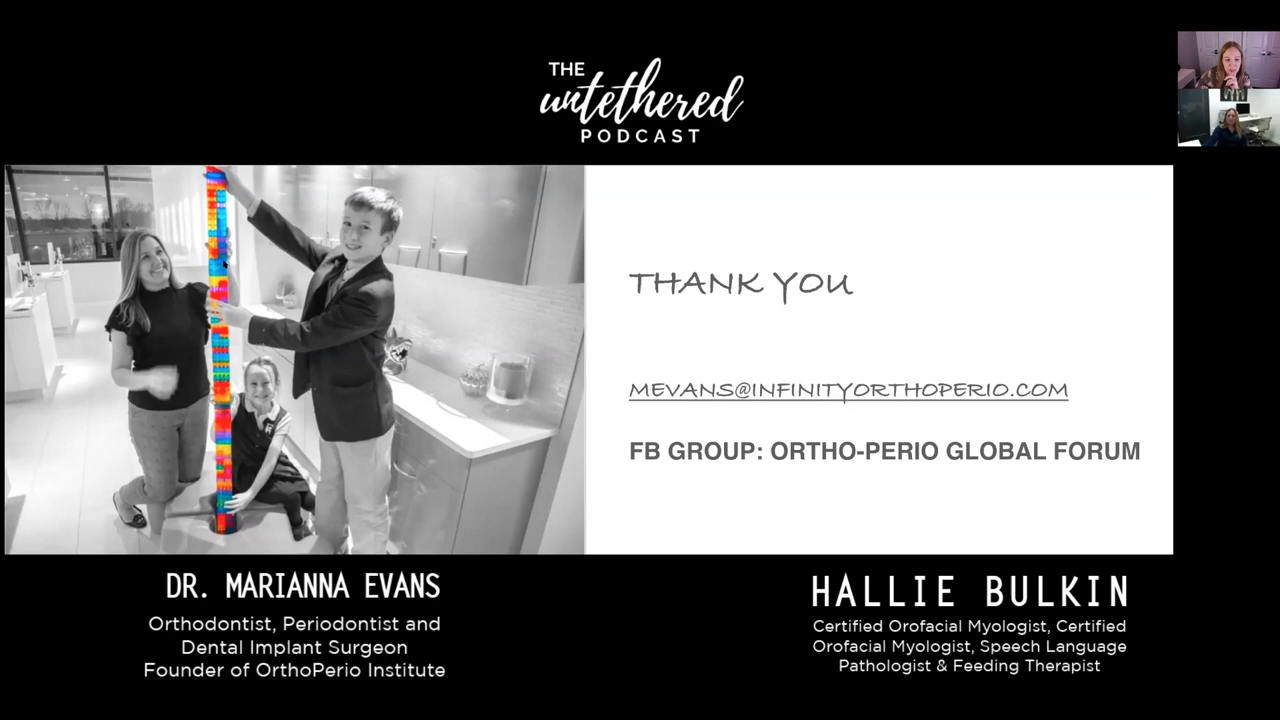 THE
untethered
PODCAST
THANK YOU
MEVANS@INFINITYORTHOPERIO.COM
FB GROUP: ORTHO-PERIO GLOBAL FORUM
DR. MARIANNA EVANS
Orthodontist, Periodontist and
Dental Implant Surgeon
Founder of OrthoPerio Institute
HALLIE BULKIN
Certified Orofacial Myologist, Certified
Orofacial Myologist, Speech Language
Pathologist & Feeding Therapist